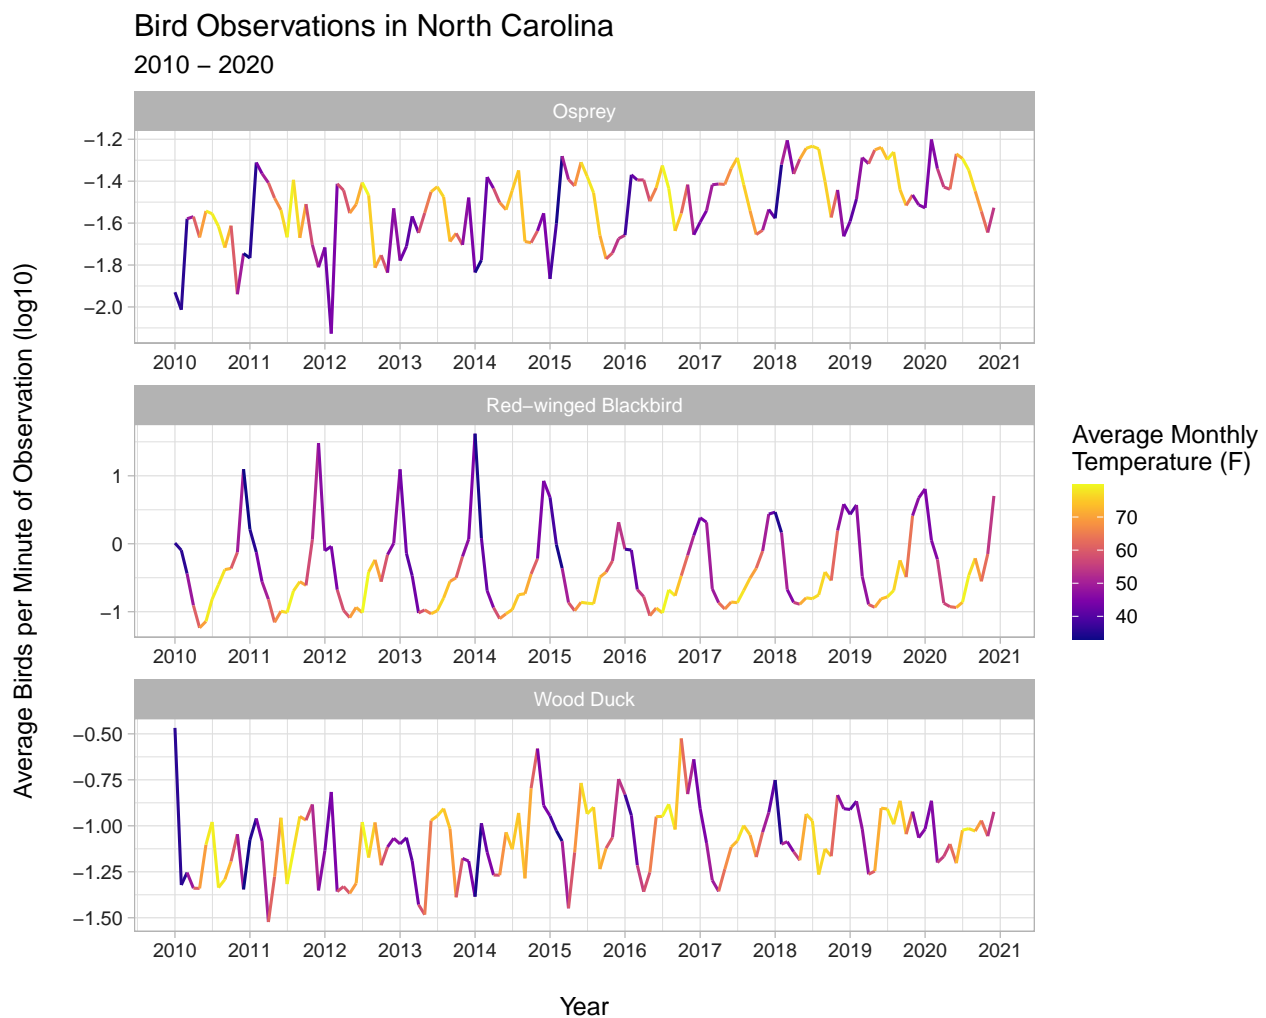 Bird Observations in North Carolina
2010 − 2020
Osprey
−1.2
−1.4
−1.6
−1.8
−2.0
2010 2011 2012 2013 2014 2015 2016 2017 2018 2019 2020 2021
Red−winged Blackbird
1
0
−1
2010 2011 2012 2013 2014 2015 2016 2017 2018 2019 2020 2021
Wood Duck
−0.50
−0.75
−1.00
−1.25
−1.50
2010 2011 2012 2013 2014 2015 2016 2017 2018 2019 2020 2021
Year
Average Birds per Minute of Observation (log10)
Average Monthly
Temperature (F)
70
60
50
40